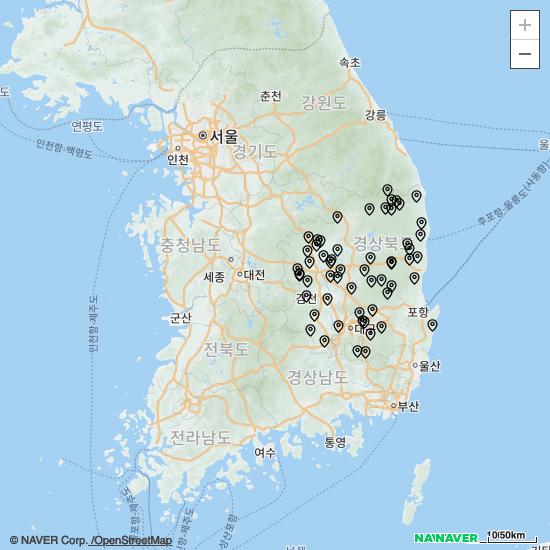 +
−
속초
도
춘천
강원도
강릉
연평도
서울
인천항-백령도
인천
경기도
울
후포항-울릉도(사동항)
경상북
충청남도
세종
대전
김천
인천항-제주도
군산
포항
대구
전북도
경상남도
울산
부산
전라남도
여수
통영
© NAVER Corp. /OpenStreetMap
NAVER
10/50km